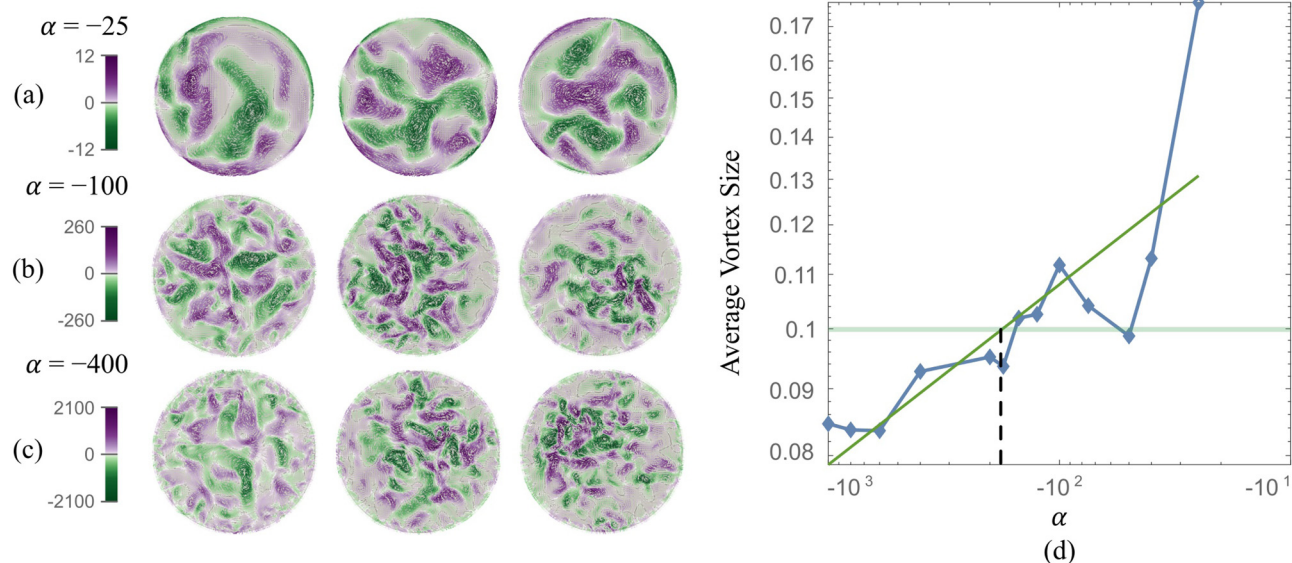 α = −25
12
0
-12
(a)
α = −100
260
0
-260
(b)
α = −400
2100
0
-2100
(c)
Average Vortex Size
0.17
0.16
0.15
0.14
0.13
0.12
0.11
0.1
0.09
0.08
-10³ -10² -10¹
α
(d)